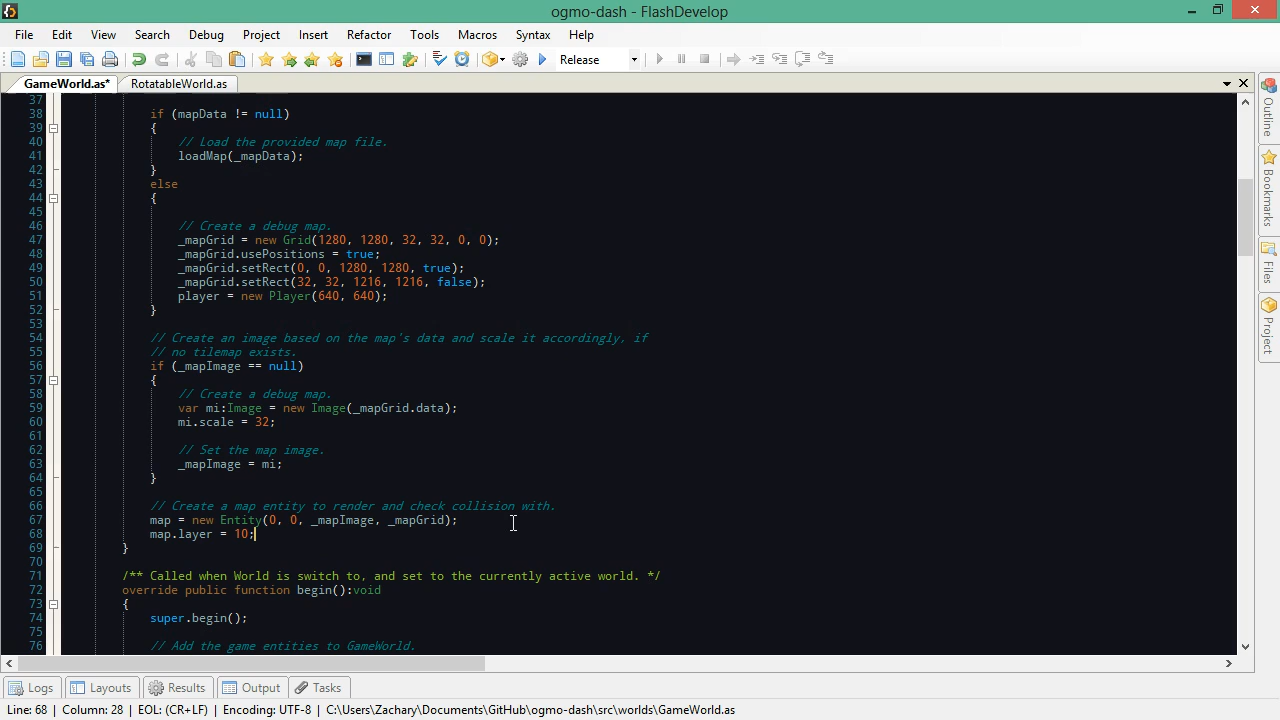 ogmo-dash - FlashDevelop
File Edit View Search Debug Project Insert Refactor Tools Macros Syntax Help
Release
GameWorld.as* RotatableWorld.as
37
38 if (mapData != null)
39 {
40 // Load the provided map file.
41 loadMap(_mapData);
42 }
43 else
44 {
45
46 // Create a debug map.
47 _mapGrid = new Grid(1280, 1280, 32, 32, 0, 0);
48 _mapGrid.usePositions = true;
49 _mapGrid.setRect(0, 0, 1280, 1280, true);
50 _mapGrid.setRect(32, 32, 1216, 1216, false);
51 player = new Player(640, 640);
52 }
53
54 // Create an image based on the map's data and scale it accordingly, if
55 // no tilemap exists.
56 if (_mapImage == null)
57 {
58 // Create a debug map.
59 var mi:Image = new Image(_mapGrid.data);
60 mi.scale = 32;
61
62 // Set the map image.
63 _mapImage = mi;
64 }
65
66 // Create a map entity to render and check collision with.
67 map = new Entity(0, 0, _mapImage, _mapGrid);
68 map.layer = 10;
69 }
70
71 /** Called when World is switch to, and set to the currently active world. */
72 override public function begin():void
73 {
74 super.begin();
75
76 // Add the game entities to GameWorld.
Outline
Bookmarks
Files
Project
Logs Layouts Results Output Tasks
Line: 68 | Column: 28 | EOL: (CR+LF) | Encoding: UTF-8 | C:\Users\Zachary\Documents\GitHub\ogmo-dash\src\worlds\GameWorld.as